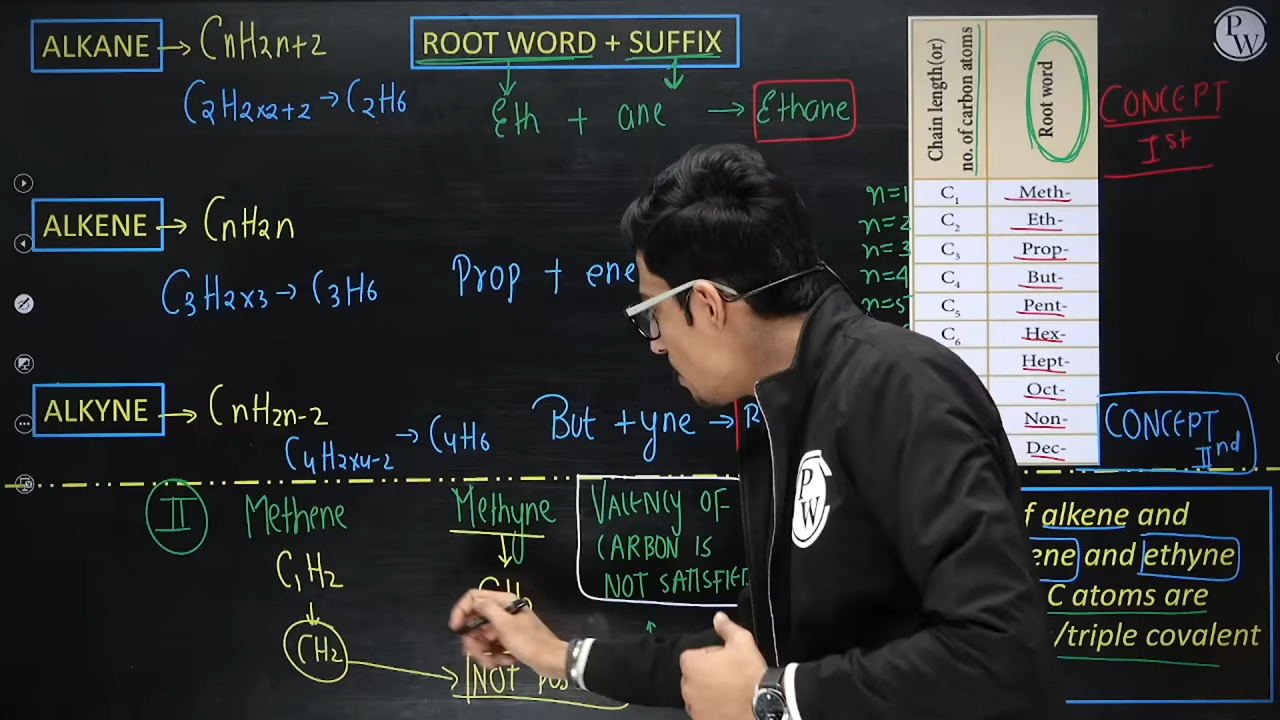 ALKANE → CnH2n+2
C2H2x2+2 → C2H6
ROOT WORD + SUFFIX
Eth + ane → Ethane
ALKENE → CnH2n
C3H2x3 → C3H6
Prop + ene
ALKYNE → CnH2n-2
C4H2x4-2 → C4H6
But + yne →
Chain length(or)
no. of carbon atoms
Root word
n=1 C1 Meth-
n=2 C2 Eth-
n=3 C3 Prop-
n=4 C4 But-
n=5 C5 Pent-
C6 Hex-
Hept-
Oct-
Non-
Dec-
PW
CONCEPT
Ist
CONCEPT
IInd
II Methene
C1H2
CH2
Methyne
NOT
VALENCY OF
CARBON IS
NOT SATISFIED
PW
f alkene and
ene and ethyne
C atoms are
/triple covalent